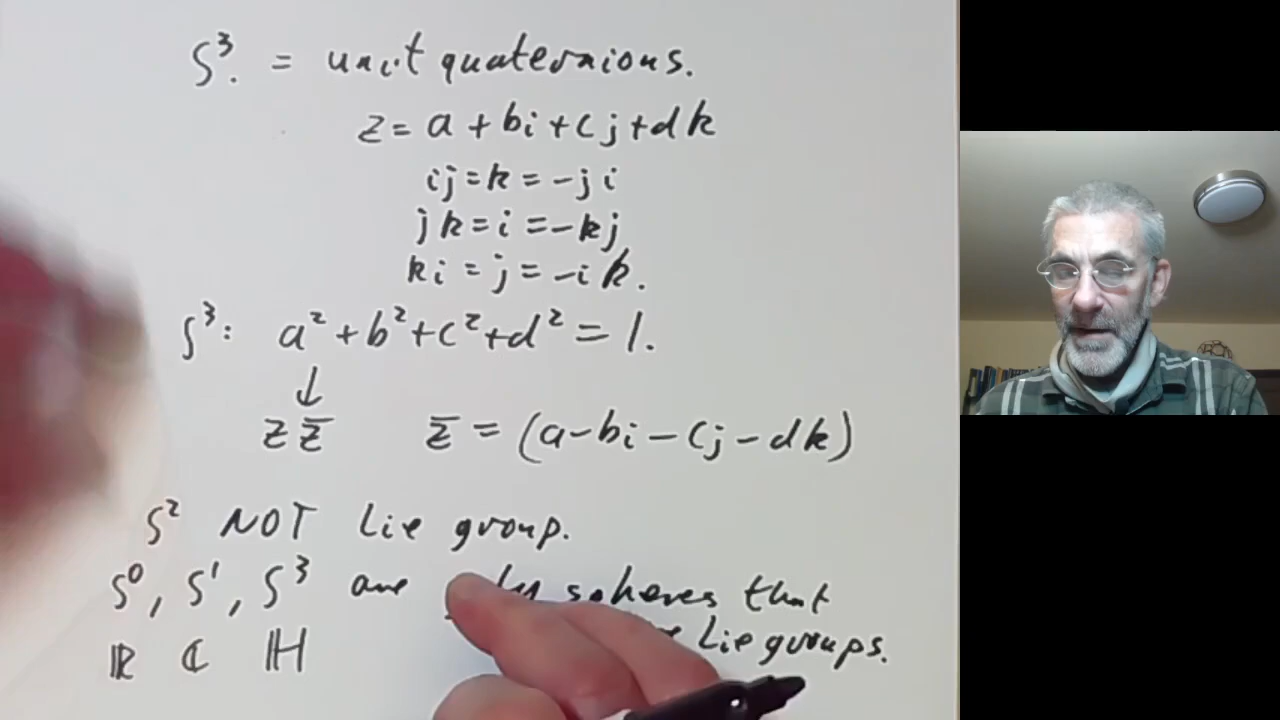 S³. = unit quaternions.
z = a + bi + cj + dk
ij = k = -ji
jk = i = -kj
ki = j = -ik.
S³: a² + b² + c² + d² = 1.
↓
z z̄ z̄ = (a - bi - cj - dk)
S² NOT Lie group.
S⁰, S¹, S³ are spheres that
Lie groups.
ℝ ℂ ℍ